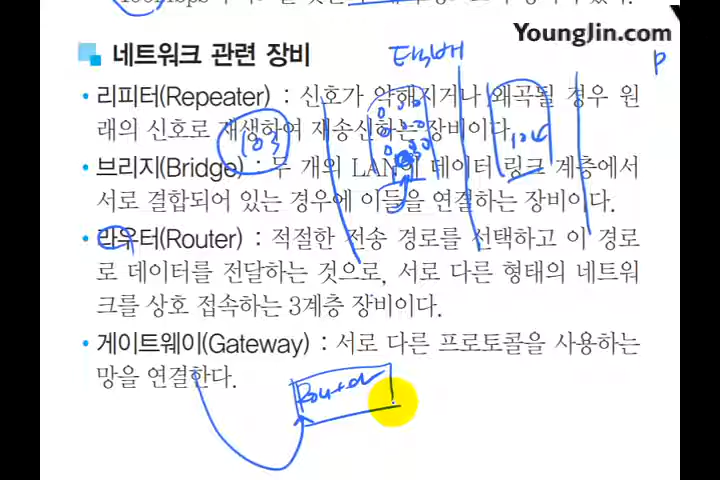 YoungJin.com
네트워크 관련 장비
택배
P
• 리피터(Repeater) : 신호가 약해지거나 왜곡될 경우 원
래의 신호로 재생하여 재송신하는 장비이다.
103
104
• 브리지(Bridge) : 두 개의 LAN이 데이터 링크 계층에서
서로 결합되어 있는 경우에 이들을 연결하는 장비이다.
• 라우터(Router) : 적절한 전송 경로를 선택하고 이 경로
로 데이터를 전달하는 것으로, 서로 다른 형태의 네트워
크를 상호 접속하는 3계층 장비이다.
• 게이트웨이(Gateway) : 서로 다른 프로토콜을 사용하는
망을 연결한다.
Router